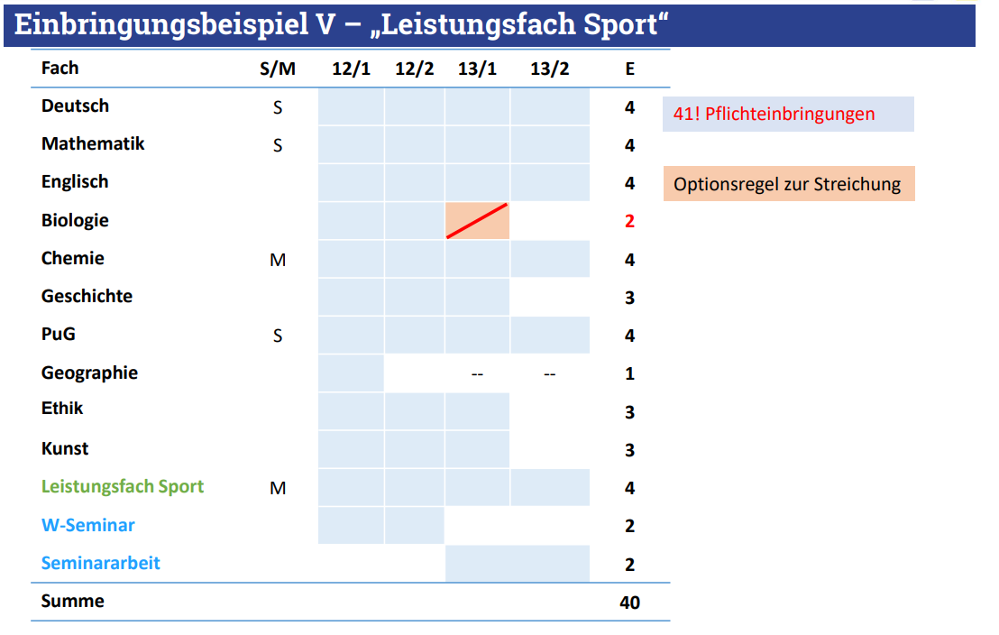 Einbringungsbeispiel V – „Leistungsfach Sport“
Fach S/M 12/1 12/2 13/1 13/2 E
Deutsch S 4
41! Pflichteinbringungen
Mathematik S 4
Englisch 4
Optionsregel zur Streichung
Biologie 2
Chemie M 4
Geschichte 3
PuG S 4
Geographie -- -- 1
Ethik 3
Kunst 3
Leistungsfach Sport M 4
W-Seminar 2
Seminararbeit 2
Summe 40